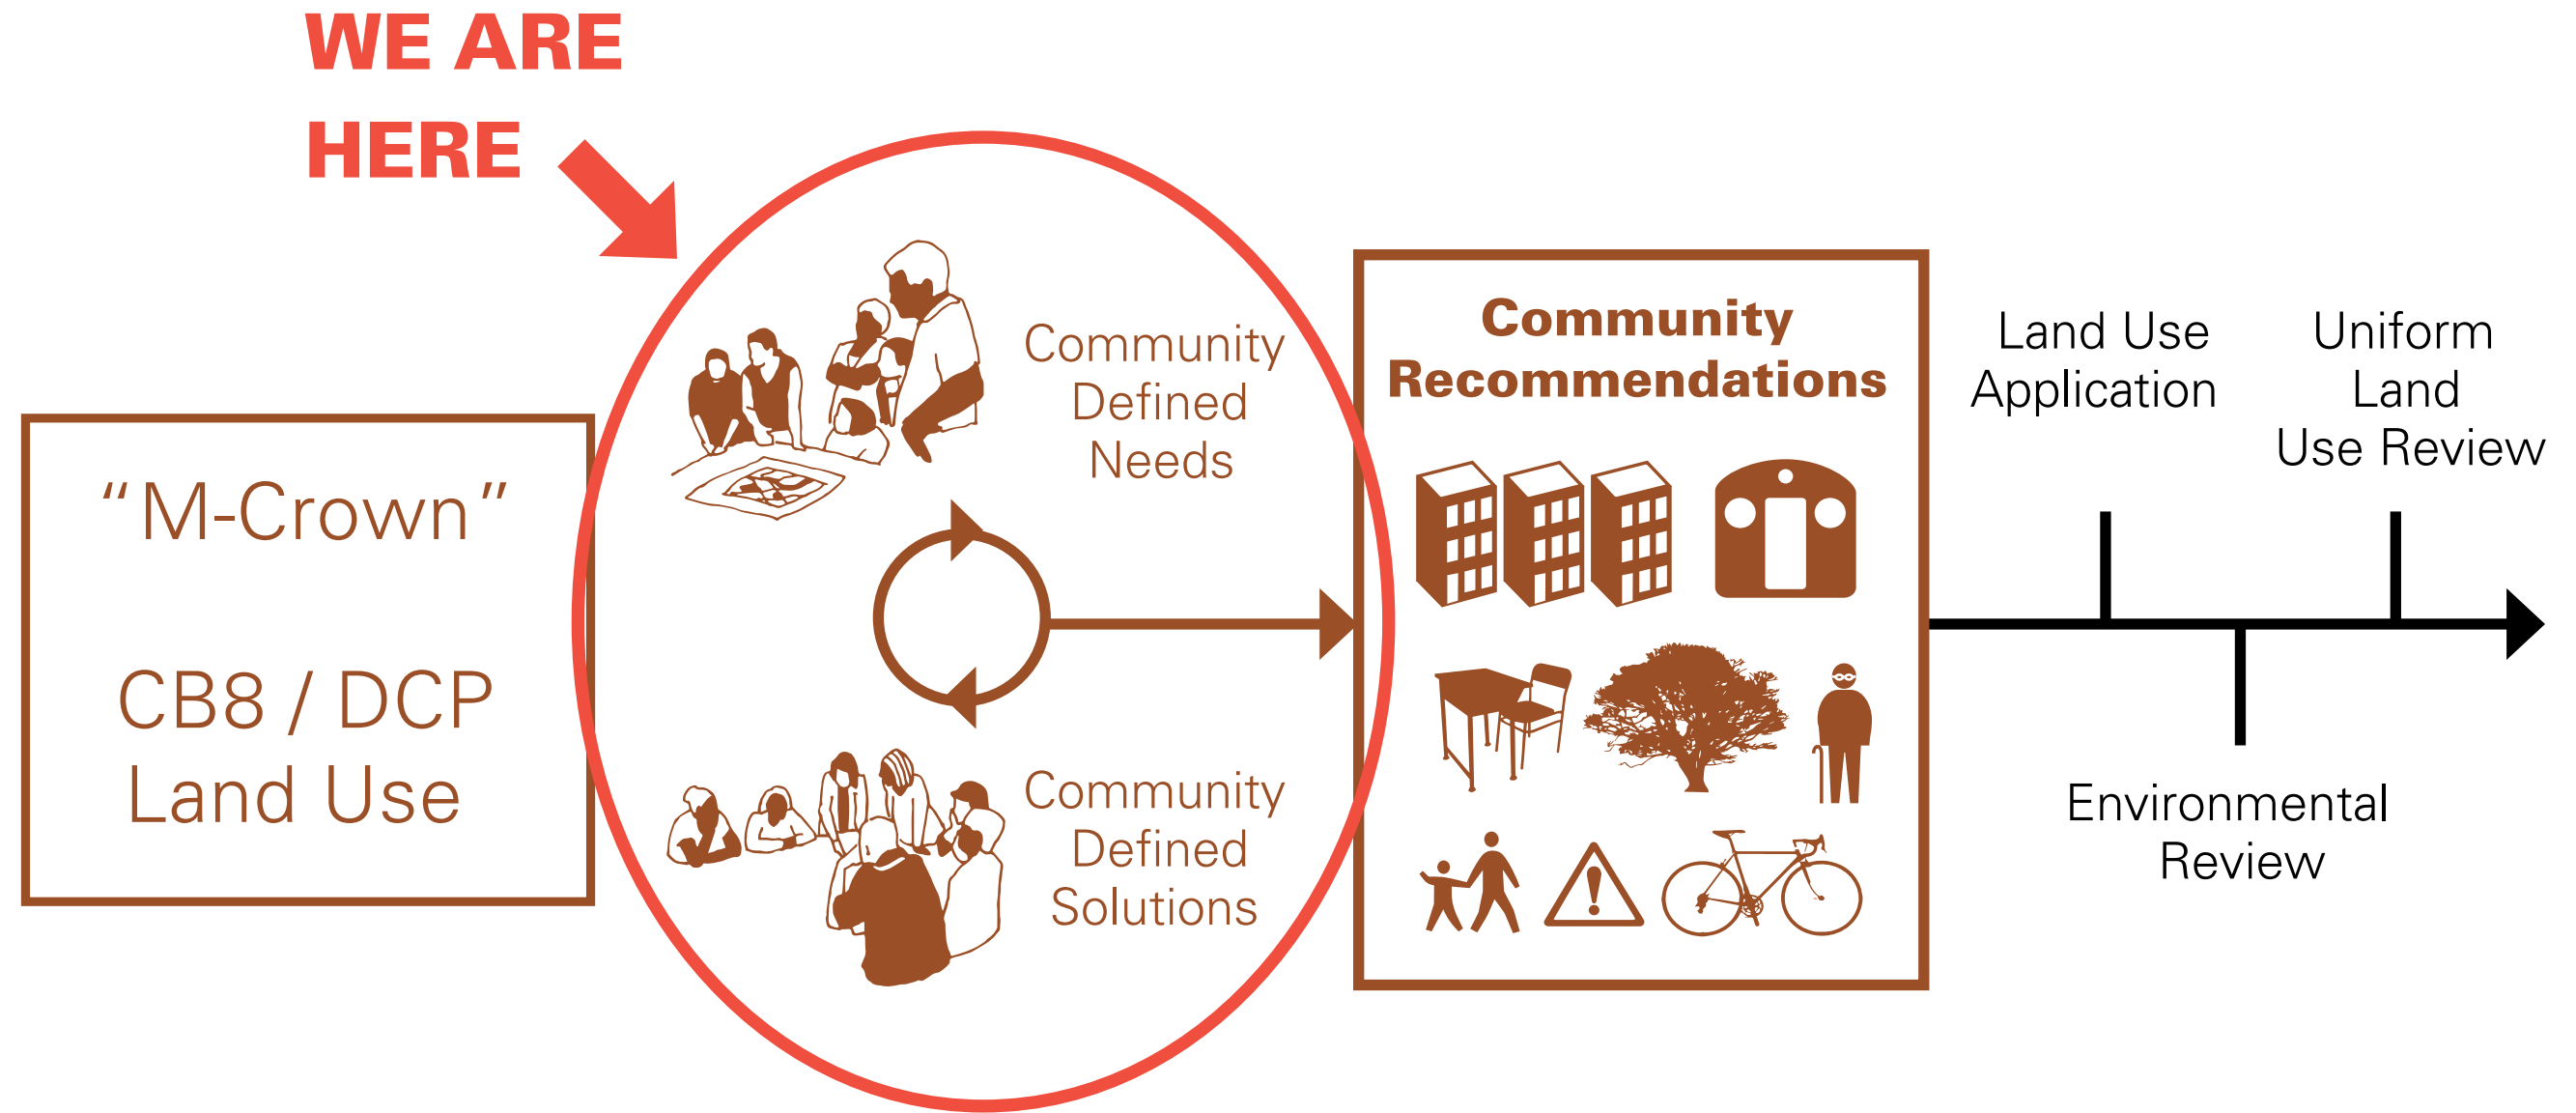 WE ARE
HERE
“M-Crown”
CB8 / DCP
Land Use
Community
Defined
Needs
Community
Defined
Solutions
Community
Recommendations
Land Use
Application
Environmental
Review
Uniform
Land
Use Review